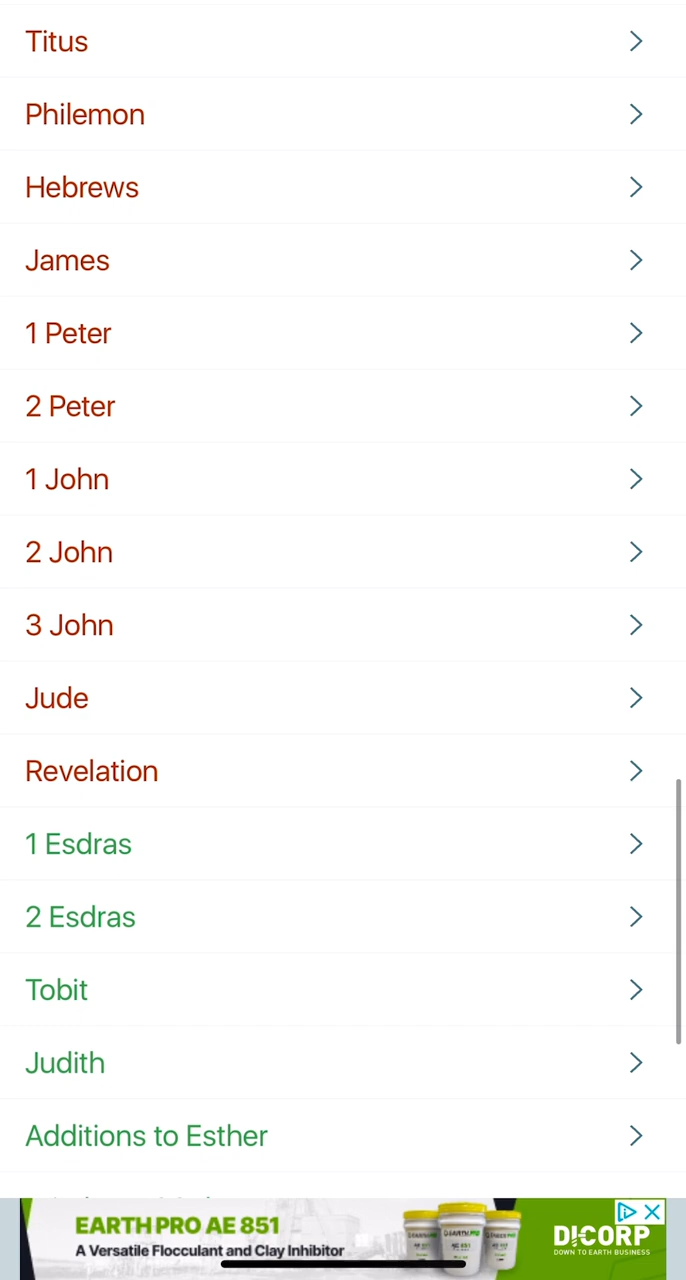 Titus
Philemon
Hebrews
James
1 Peter
2 Peter
1 John
2 John
3 John
Jude
Revelation
1 Esdras
2 Esdras
Tobit
Judith
Additions to Esther
EARTH PRO AE 851
A Versatile Flocculant and Clay Inhibitor
DICORP
DOWN TO EARTH BUSINESS